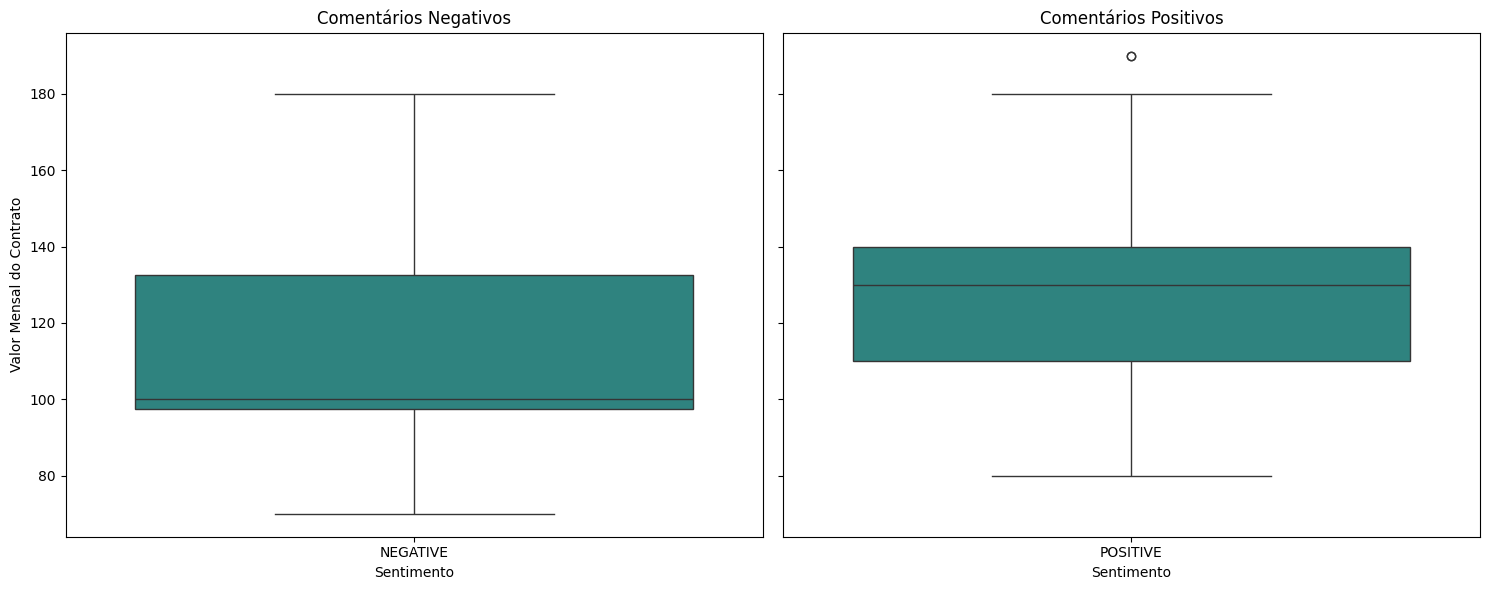 Comentários Negativos
Comentários Positivos
Valor Mensal do Contrato
180
160
140
120
100
80
NEGATIVE
POSITIVE
Sentimento
Sentimento